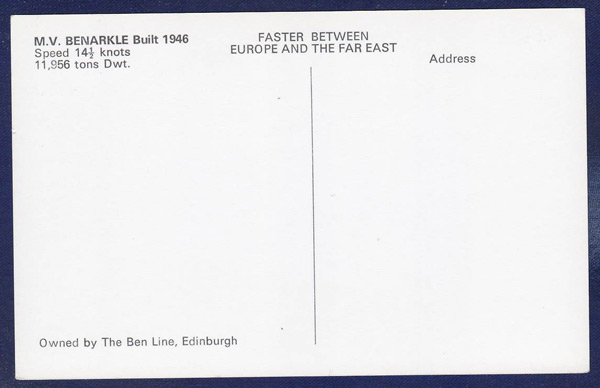 M.V. BENARKLE Built 1946
Speed 14½ knots
11,956 tons Dwt.
FASTER BETWEEN
EUROPE AND THE FAR EAST
Address
Owned by The Ben Line, Edinburgh